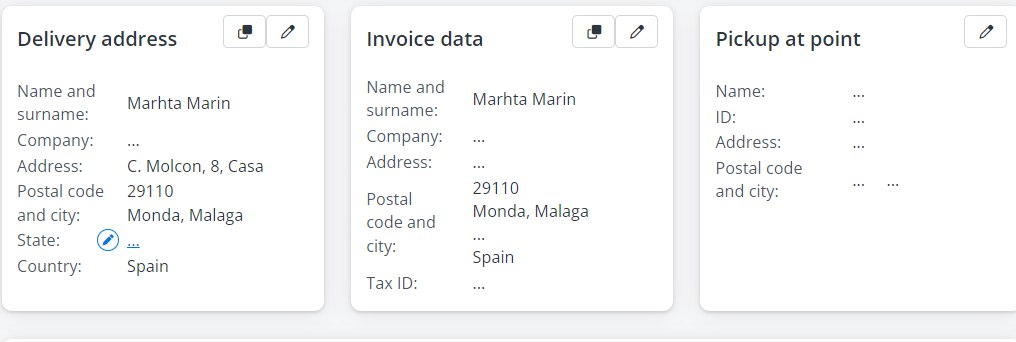 Delivery address
Name and
surname:
Marhta Marin
Company:
...
Address:
C. Molcon, 8, Casa
Postal code
and city:
29110
Monda, Malaga
State:
...
Country:
Spain
Invoice data
Name and
surname:
Marhta Marin
Company:
...
Address:
...
Postal
code and
city:
29110
Monda, Malaga
...
Spain
Tax ID:
...
Pickup at point
Name:
...
ID:
...
Address:
...
Postal code
and city:
... ...